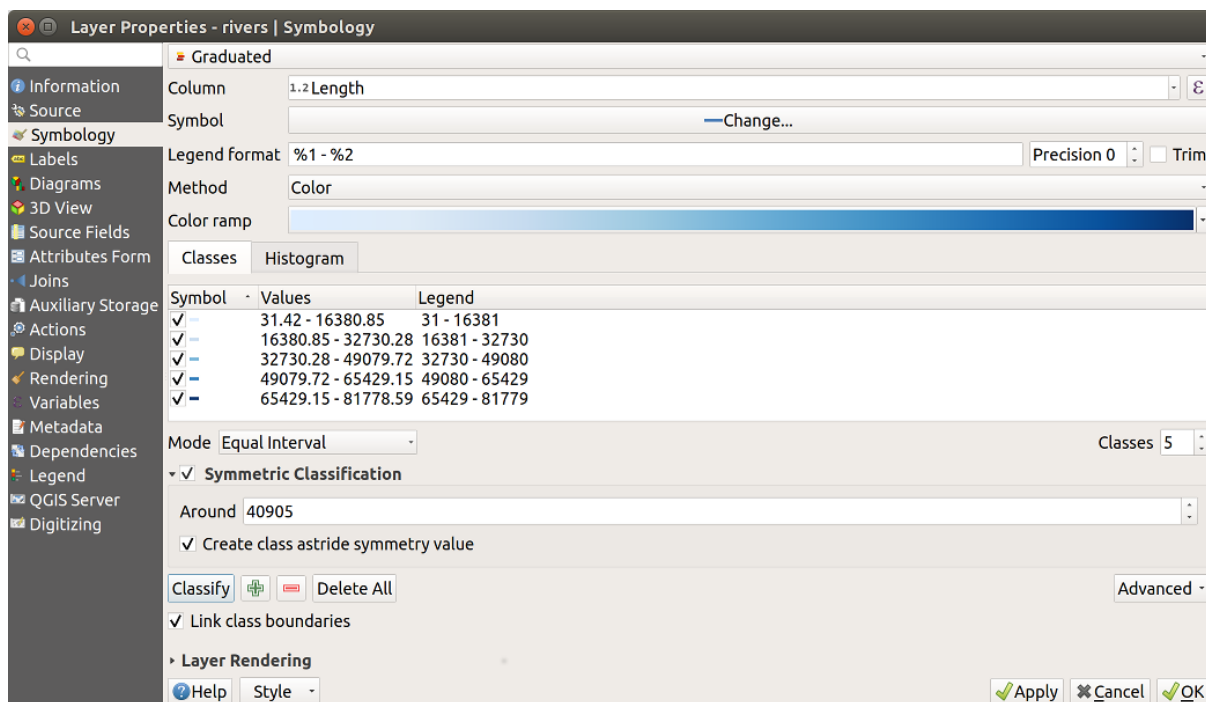 Layer Properties - rivers | Symbology
Information
Source
Symbology
Labels
Diagrams
3D View
Source Fields
Attributes Form
Joins
Auxiliary Storage
Actions
Display
Rendering
Variables
Metadata
Dependencies
Legend
QGIS Server
Digitizing
Graduated
Column 1.2 Length ε
Symbol Change...
Legend format %1 - %2 Precision 0 Trim
Method Color
Color ramp
Classes Histogram
Symbol Values Legend
31.42 - 16380.85 31 - 16381
16380.85 - 32730.28 16381 - 32730
32730.28 - 49079.72 32730 - 49080
49079.72 - 65429.15 49080 - 65429
65429.15 - 81778.59 65429 - 81779
Mode Equal Interval Classes 5
Symmetric Classification
Around 40905
Create class astride symmetry value
Classify Delete All Advanced
Link class boundaries
Layer Rendering
Help Style Apply Cancel OK